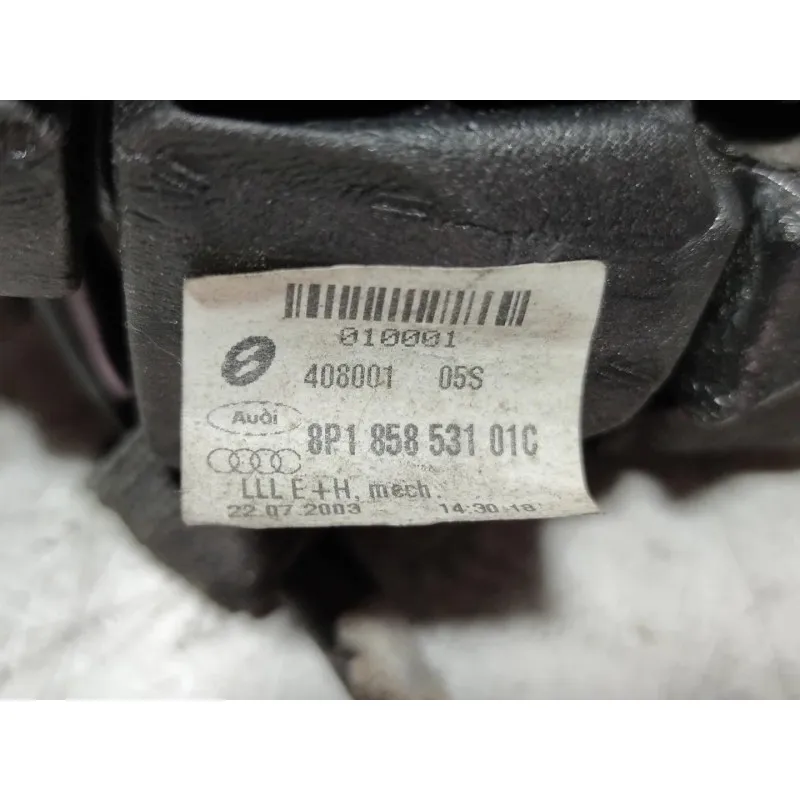 010001
408001 05S
Audi
8P1 858 531 01C
LLL E+H, mech.
22.07.2003 14:30:18